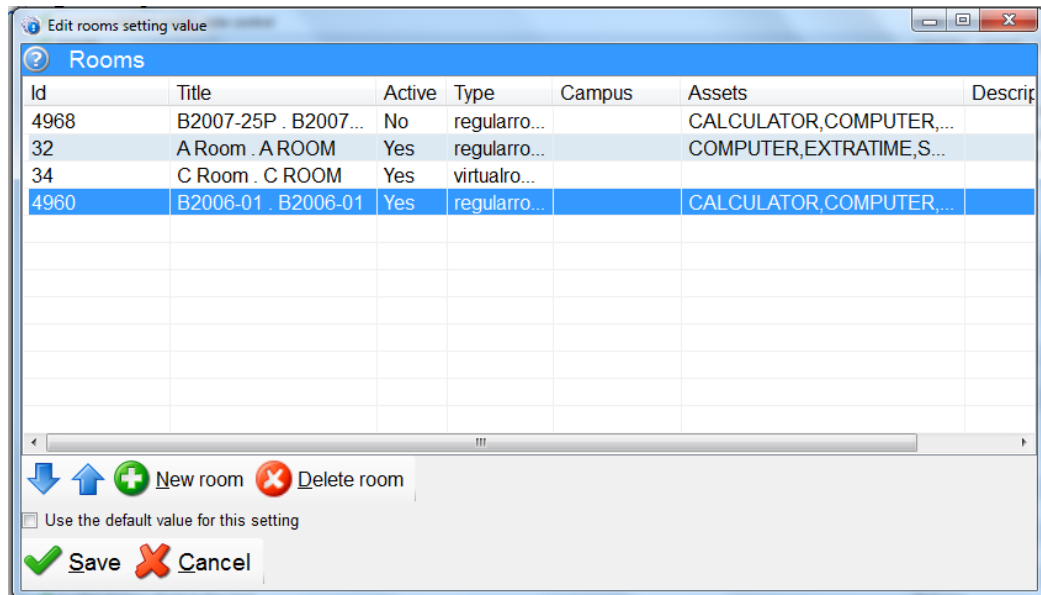 Edit rooms setting value
Rooms
Id Title Active Type Campus Assets Descrip
4968 B2007-25P . B2007... No regularro... CALCULATOR,COMPUTER,...
32 A Room . A ROOM Yes regularro... COMPUTER,EXTRATIME,S...
34 C Room . C ROOM Yes virtualro...
4960 B2006-01 . B2006-01 Yes regularro... CALCULATOR,COMPUTER,...
New room Delete room
Use the default value for this setting
Save Cancel